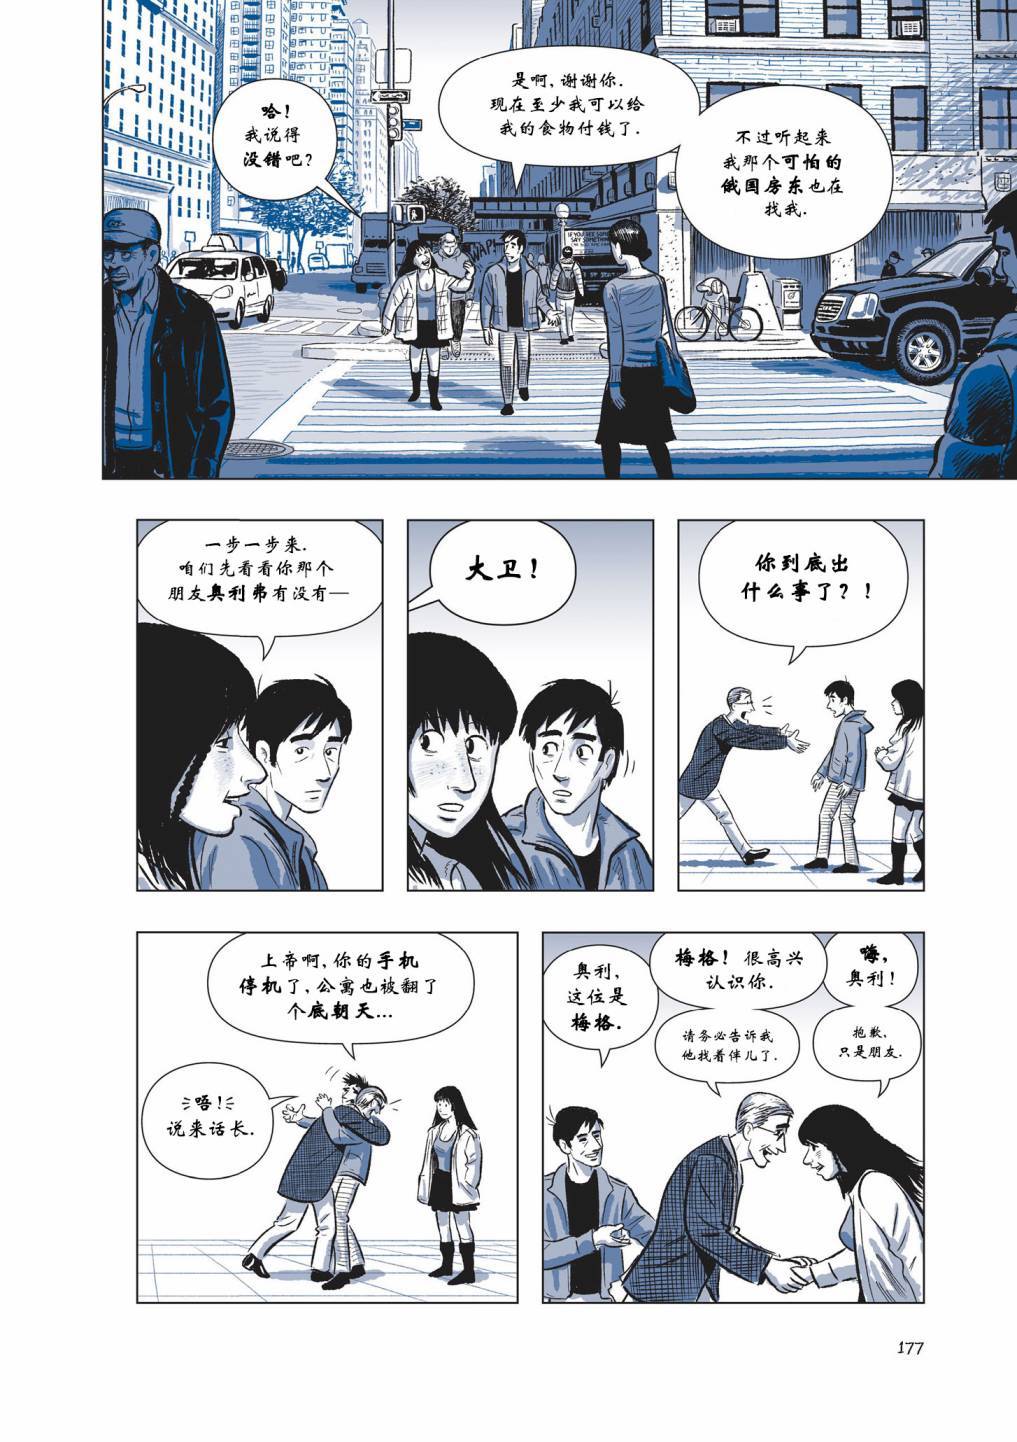 哈!
我说得
没错吧?
是啊,谢谢你.
现在至少我可以给
我的食物付钱了.
不过听起来
我那个可怕的
俄国房东也在
找我.
IF YOU SEE SOMETHING
SAY SOMETHING
一步一步来.
咱们先看看你那个
朋友奥利弗有没有—
大卫!
你到底出
什么事了?!
上帝啊,你的手机
停机了,公寓也被翻了
个底朝天...
唔!
说来话长.
奥利,
这位是
梅格.
梅格!很高兴
认识你.
请务必告诉我
他找着伴儿了.
嗨,
奥利!
抱歉,
只是朋友.
177